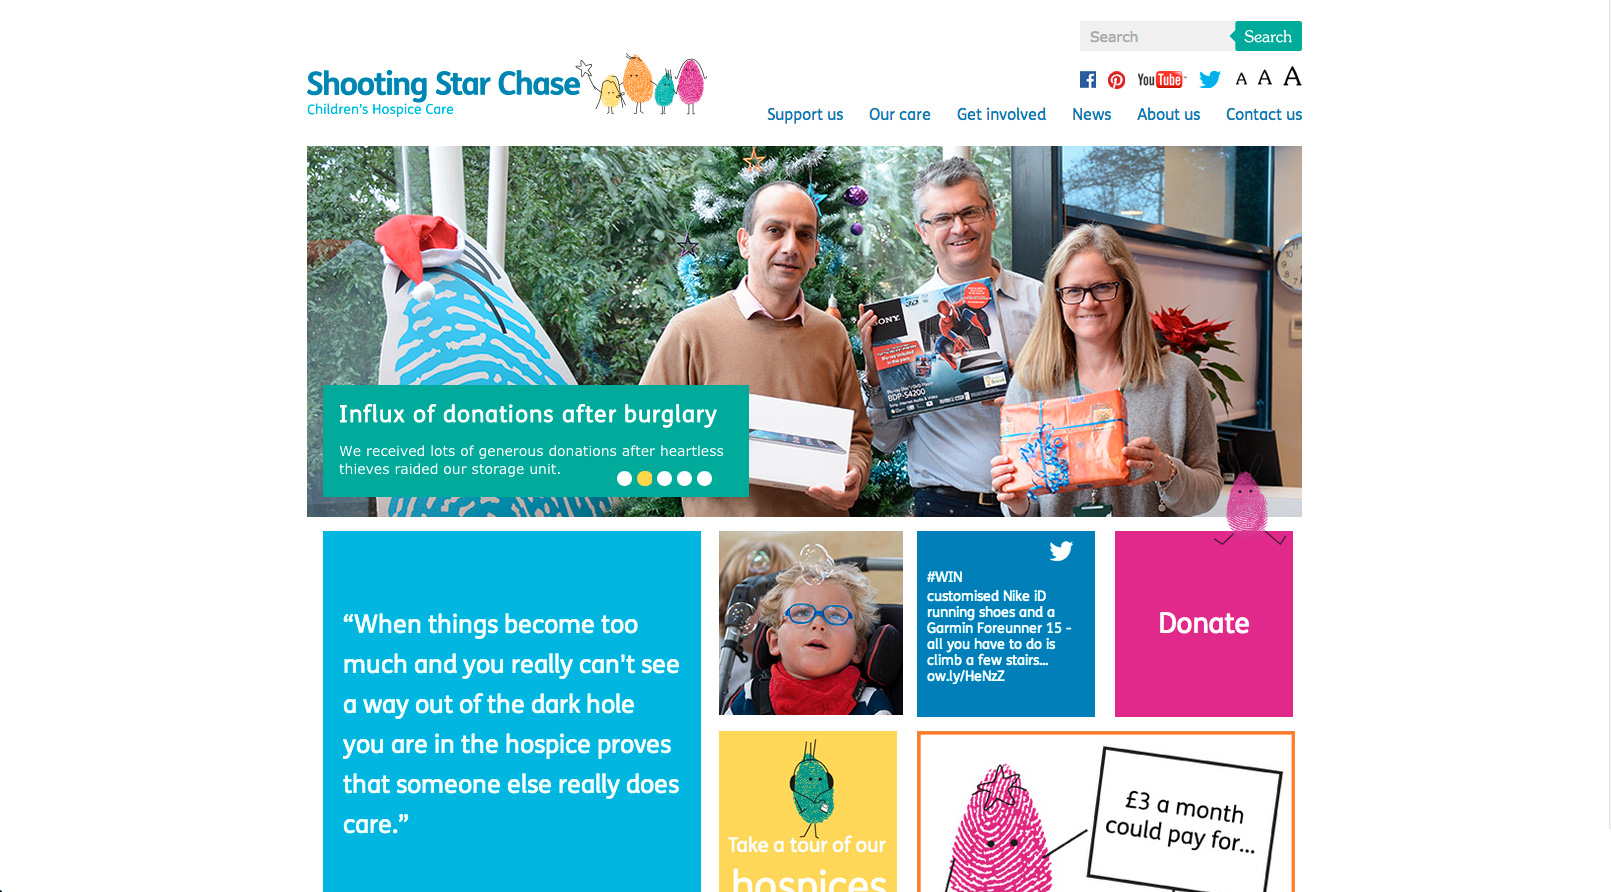 Search
Search
Shooting Star Chase
Children's Hospice Care
You Tube
A A A
Support us
Our care
Get involved
News
About us
Contact us
SONY
BDP-S4200
Influx of donations after burglary
We received lots of generous donations after heartless
thieves raided our storage unit.
“When things become too
much and you really can't see
a way out of the dark hole
you are in the hospice proves
that someone else really does
care.”
#WIN
customised Nike iD
running shoes and a
Garmin Foreunner 15 -
all you have to do is
climb a few stairs...
ow.ly/HeNzZ
Donate
Take a tour of our
hospices
£3 a month
could pay for...